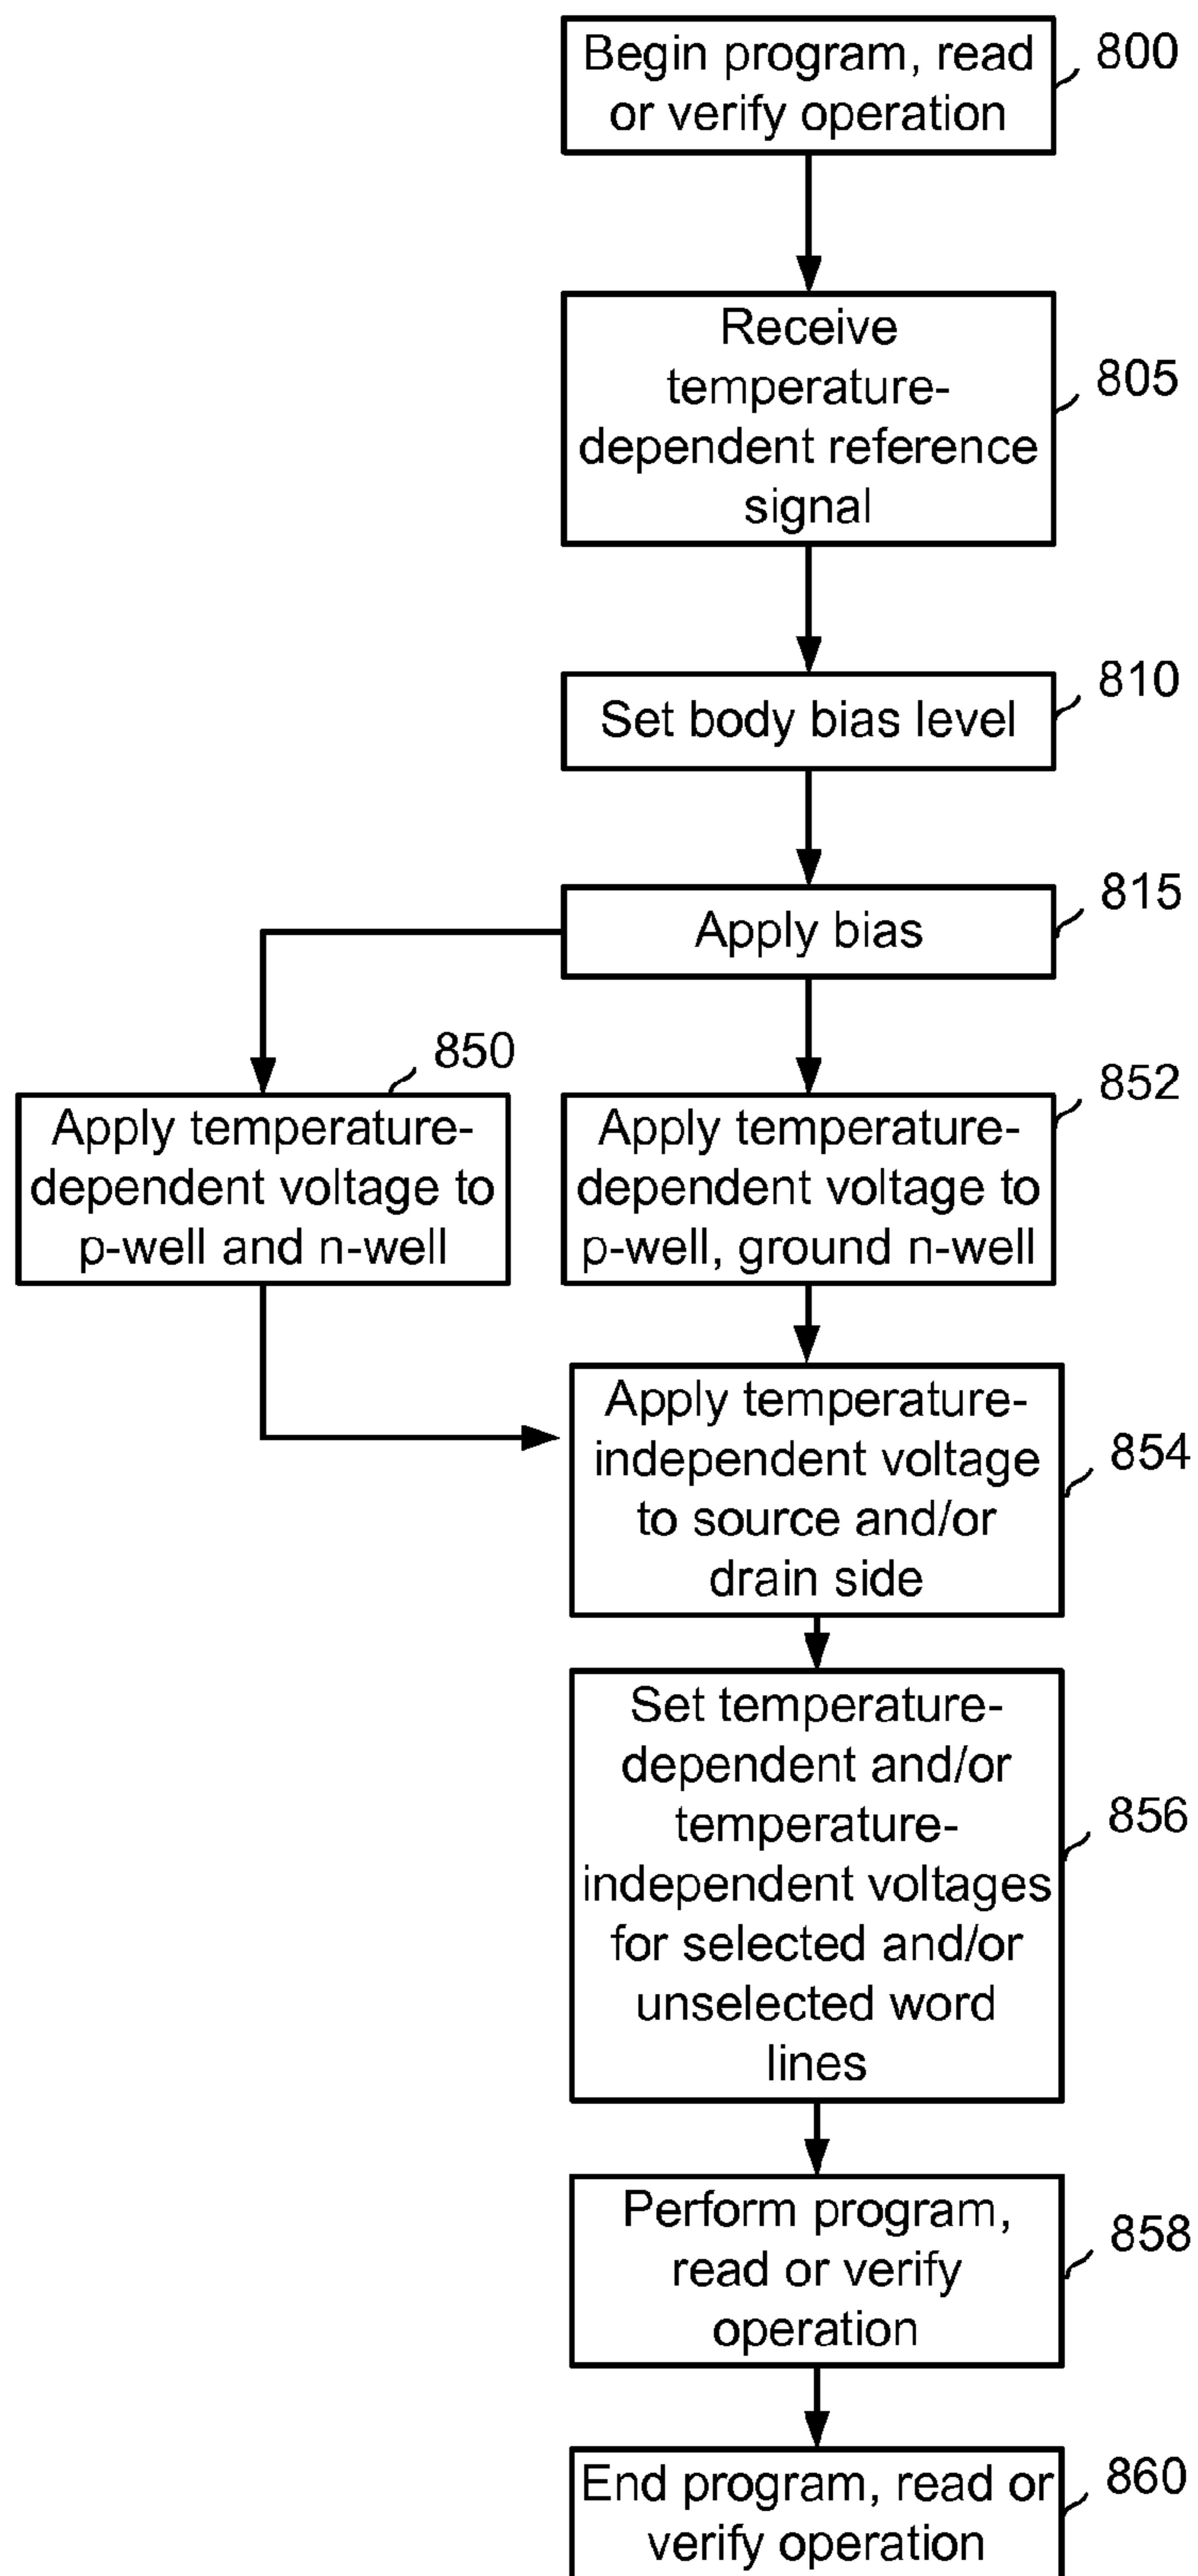 Begin program, read
or verify operation
800
Receive
temperature-
dependent reference
signal
805
Set body bias level
810
Apply bias
815
850
Apply temperature-
dependent voltage to
p-well and n-well
852
Apply temperature-
dependent voltage to
p-well, ground n-well
Apply temperature-
independent voltage
to source and/or
drain side
854
Set temperature-
dependent and/or
temperature-
independent voltages
for selected and/or
unselected word
lines
856
Perform program,
read or verify
operation
858
End program, read or
verify operation
860